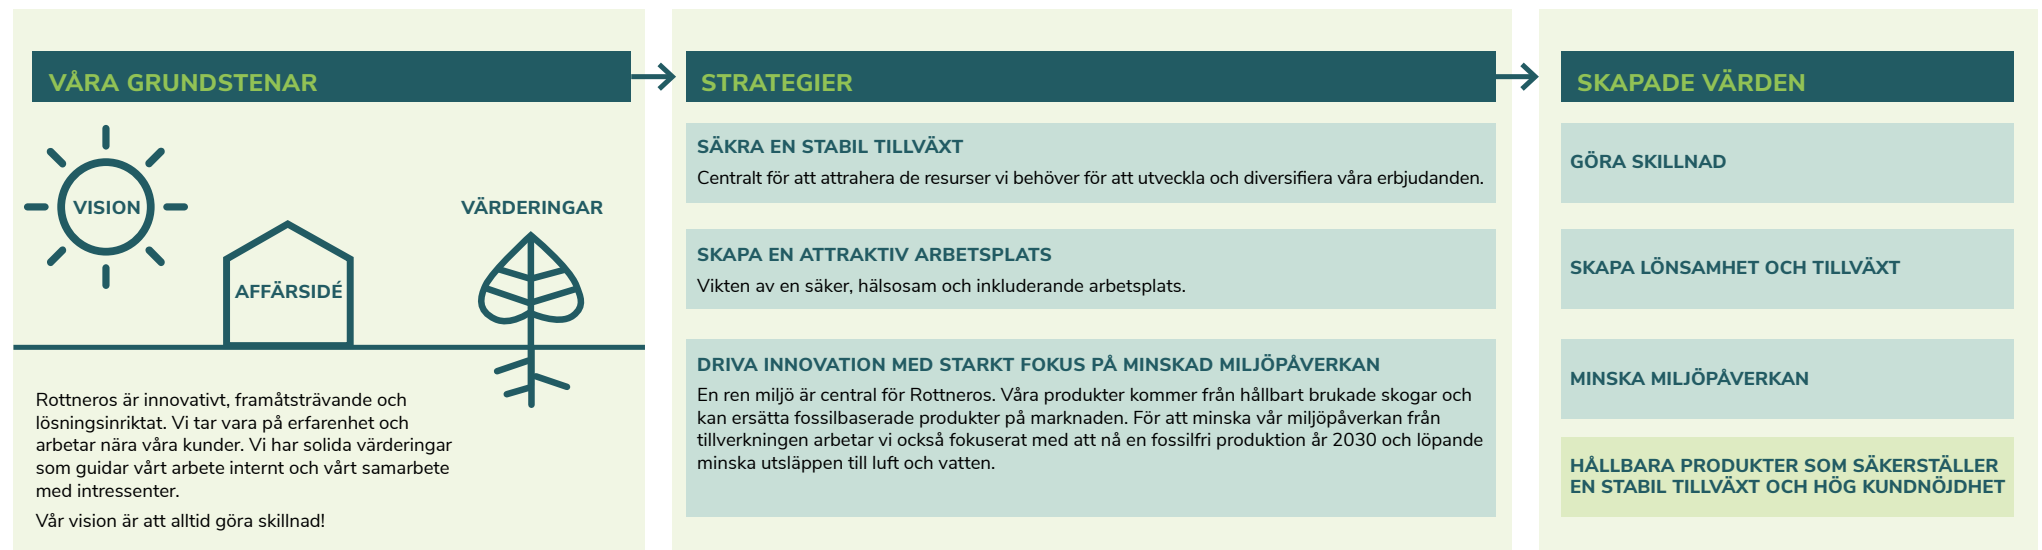 VÅRA GRUNDSTENAR
VISION
AFFÄRSIDÉ
VÄRDERINGAR
Rottneros är innovativt, framåtsträvande och
lösningsinriktat. Vi tar vara på erfarenhet och
arbetar nära våra kunder. Vi har solida värderingar
som guidar vårt arbete internt och vårt samarbete
med intressenter.
Vår vision är att alltid göra skillnad!
STRATEGIER
SÄKRA EN STABIL TILLVÄXT
Centralt för att attrahera de resurser vi behöver för att utveckla och diversifiera våra erbjudanden.
SKAPA EN ATTRAKTIV ARBETSPLATS
Vikten av en säker, hälsosam och inkluderande arbetsplats.
DRIVA INNOVATION MED STARKT FOKUS PÅ MINSKAD MILJÖPÅVERKAN
En ren miljö är central för Rottneros. Våra produkter kommer från hållbart brukade skogar och
kan ersätta fossilbaserade produkter på marknaden. För att minska vår miljöpåverkan från
tillverkningen arbetar vi också fokuserat med att nå en fossilfri produktion år 2030 och löpande
minska utsläppen till luft och vatten.
SKAPADE VÄRDEN
GÖRA SKILLNAD
SKAPA LÖNSAMHET OCH TILLVÄXT
MINSKA MILJÖPÅVERKAN
HÅLLBARA PRODUKTER SOM SÄKERSTÄLLER
EN STABIL TILLVÄXT OCH HÖG KUNDNÖJDHET